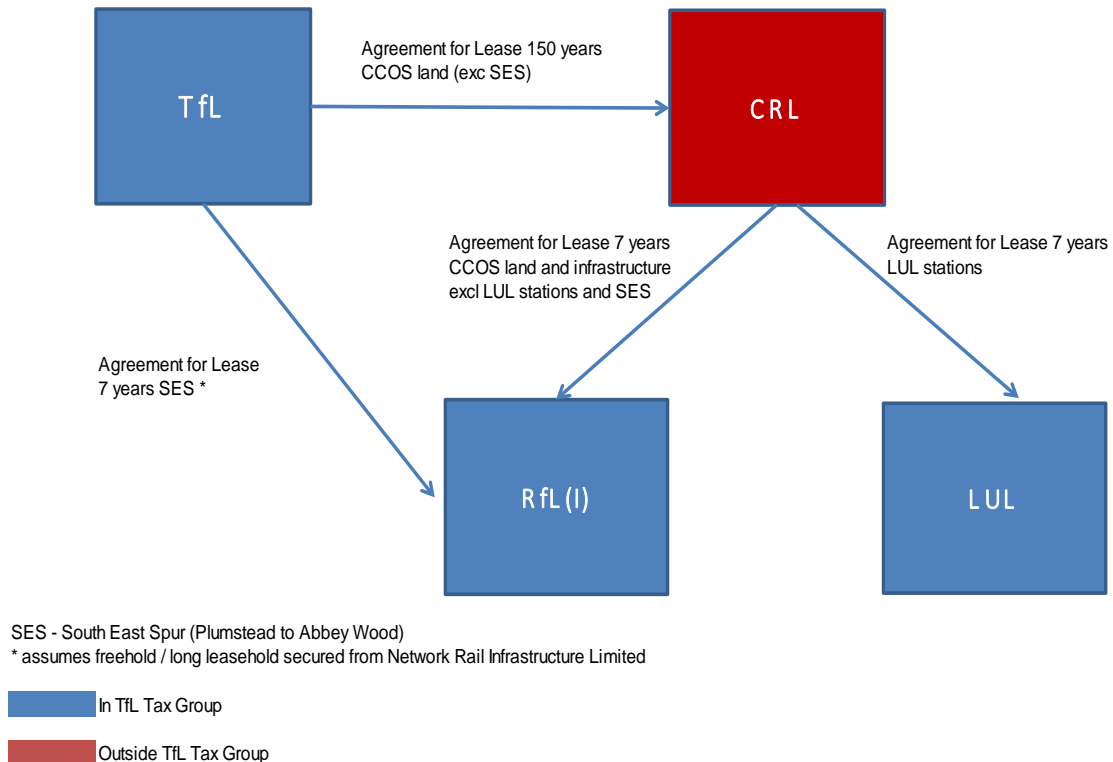 Agreement for Lease 150 years
CCOS land (exc SES)
TfL
CRL
Agreement for Lease 7 years
CCOS land and infrastructure
excl LUL stations and SES
Agreement for Lease 7 years
LUL stations
Agreement for Lease
7 years SES *
RfL(I)
LUL
SES - South East Spur (Plumstead to Abbey Wood)
* assumes freehold / long leasehold secured from Network Rail Infrastructure Limited
In TfL Tax Group
Outside TfL Tax Group